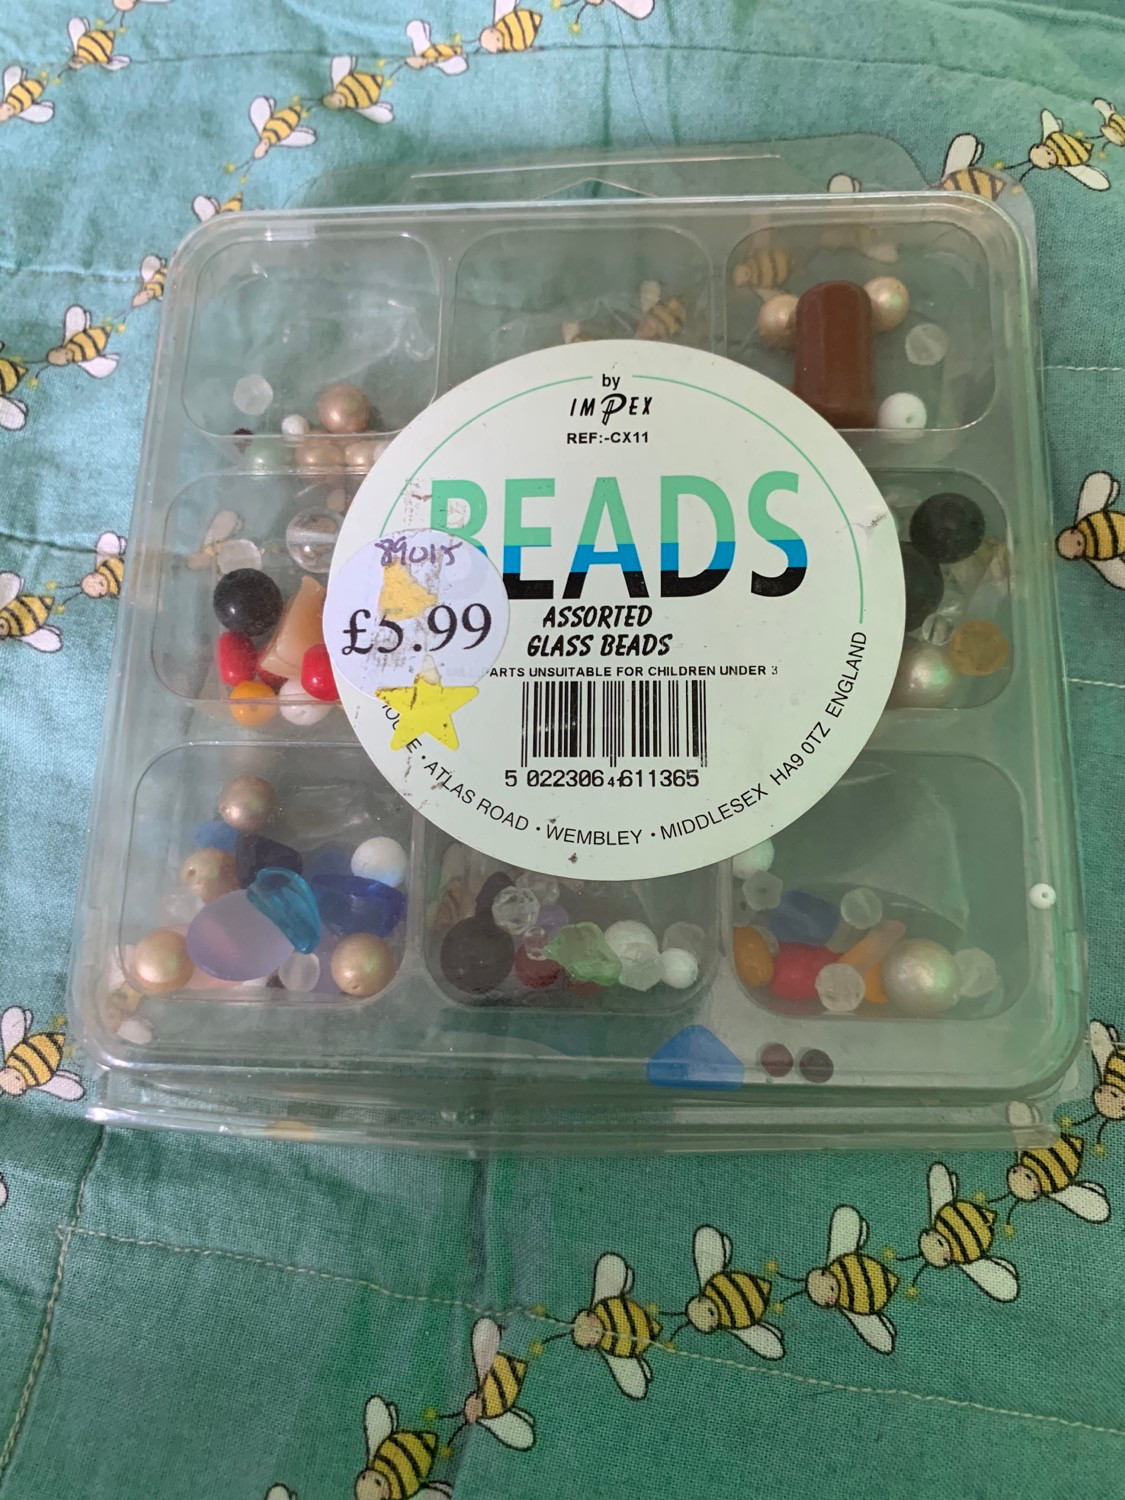 by
IMPEX
REF:-CX11
BEADS
89015
£5.99
ASSORTED
GLASS BEADS
PARTS UNSUITABLE FOR CHILDREN UNDER 3
5 022306 611365
• ATLAS ROAD • WEMBLEY • MIDDLESEX HA9 0TZ ENGLAND